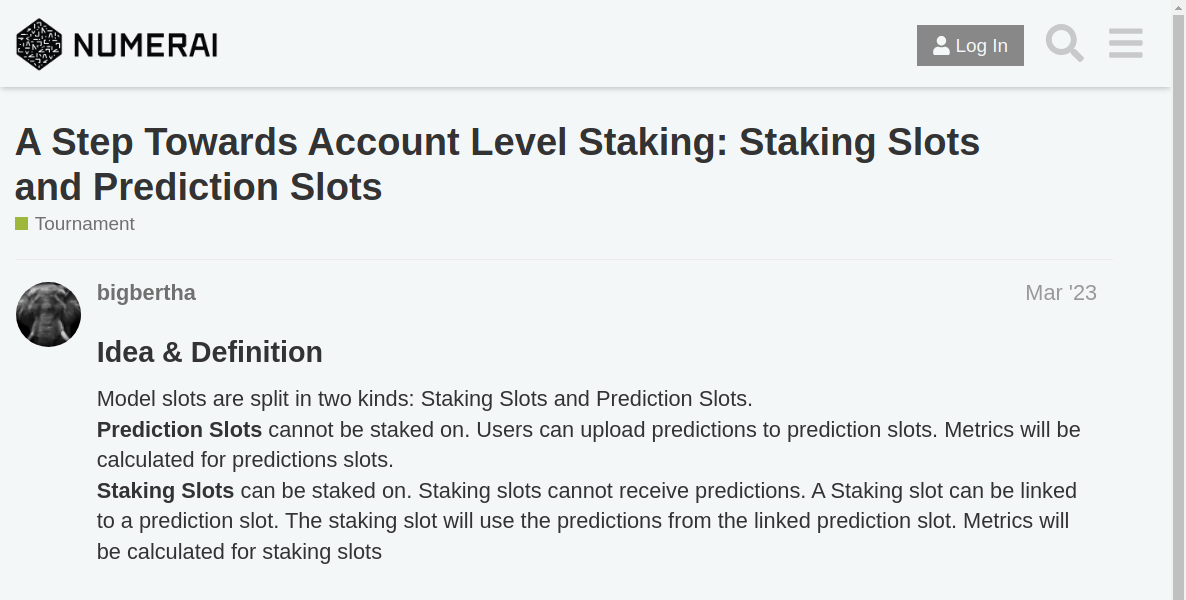 NUMERAI
Log In
A Step Towards Account Level Staking: Staking Slots
and Prediction Slots
Tournament
bigbertha
Mar '23
Idea & Definition
Model slots are split in two kinds: Staking Slots and Prediction Slots.
Prediction Slots cannot be staked on. Users can upload predictions to prediction slots. Metrics will be
calculated for predictions slots.
Staking Slots can be staked on. Staking slots cannot receive predictions. A Staking slot can be linked
to a prediction slot. The staking slot will use the predictions from the linked prediction slot. Metrics will
be calculated for staking slots